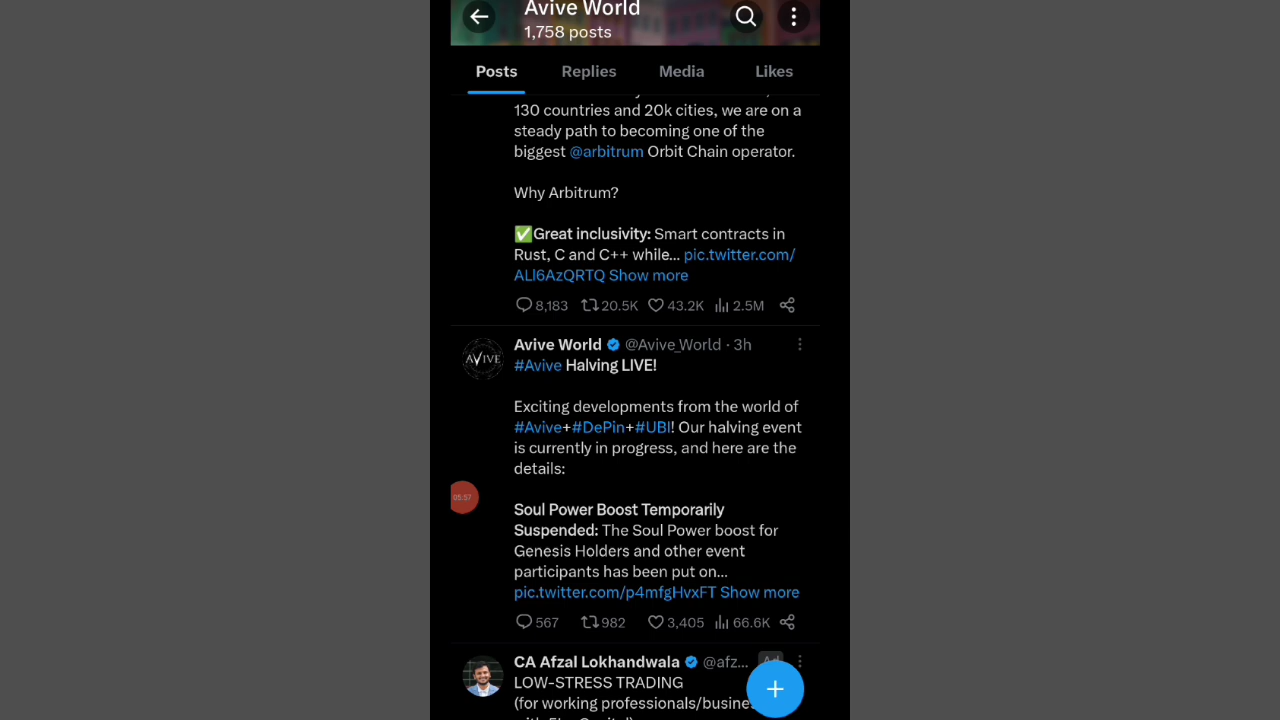 Avive World
1,758 posts
Posts Replies Media Likes
130 countries and 20k cities, we are on a
steady path to becoming one of the
biggest @arbitrum Orbit Chain operator.
Why Arbitrum?
✅Great inclusivity: Smart contracts in
Rust, C and C++ while... pic.twitter.com/
ALl6AzQRTQ Show more
8,183 20.5K 43.2K 2.5M
AVIVE
Avive World @Avive_World · 3h
#Avive Halving LIVE!
Exciting developments from the world of
#Avive+#DePin+#UBI! Our halving event
is currently in progress, and here are the
details:
05:57
Soul Power Boost Temporarily
Suspended: The Soul Power boost for
Genesis Holders and other event
participants has been put on...
pic.twitter.com/p4mfgHvxFT Show more
567 982 3,405 66.6K
CA Afzal Lokhandwala @afz... Ad
LOW-STRESS TRADING
(for working professionals/busine